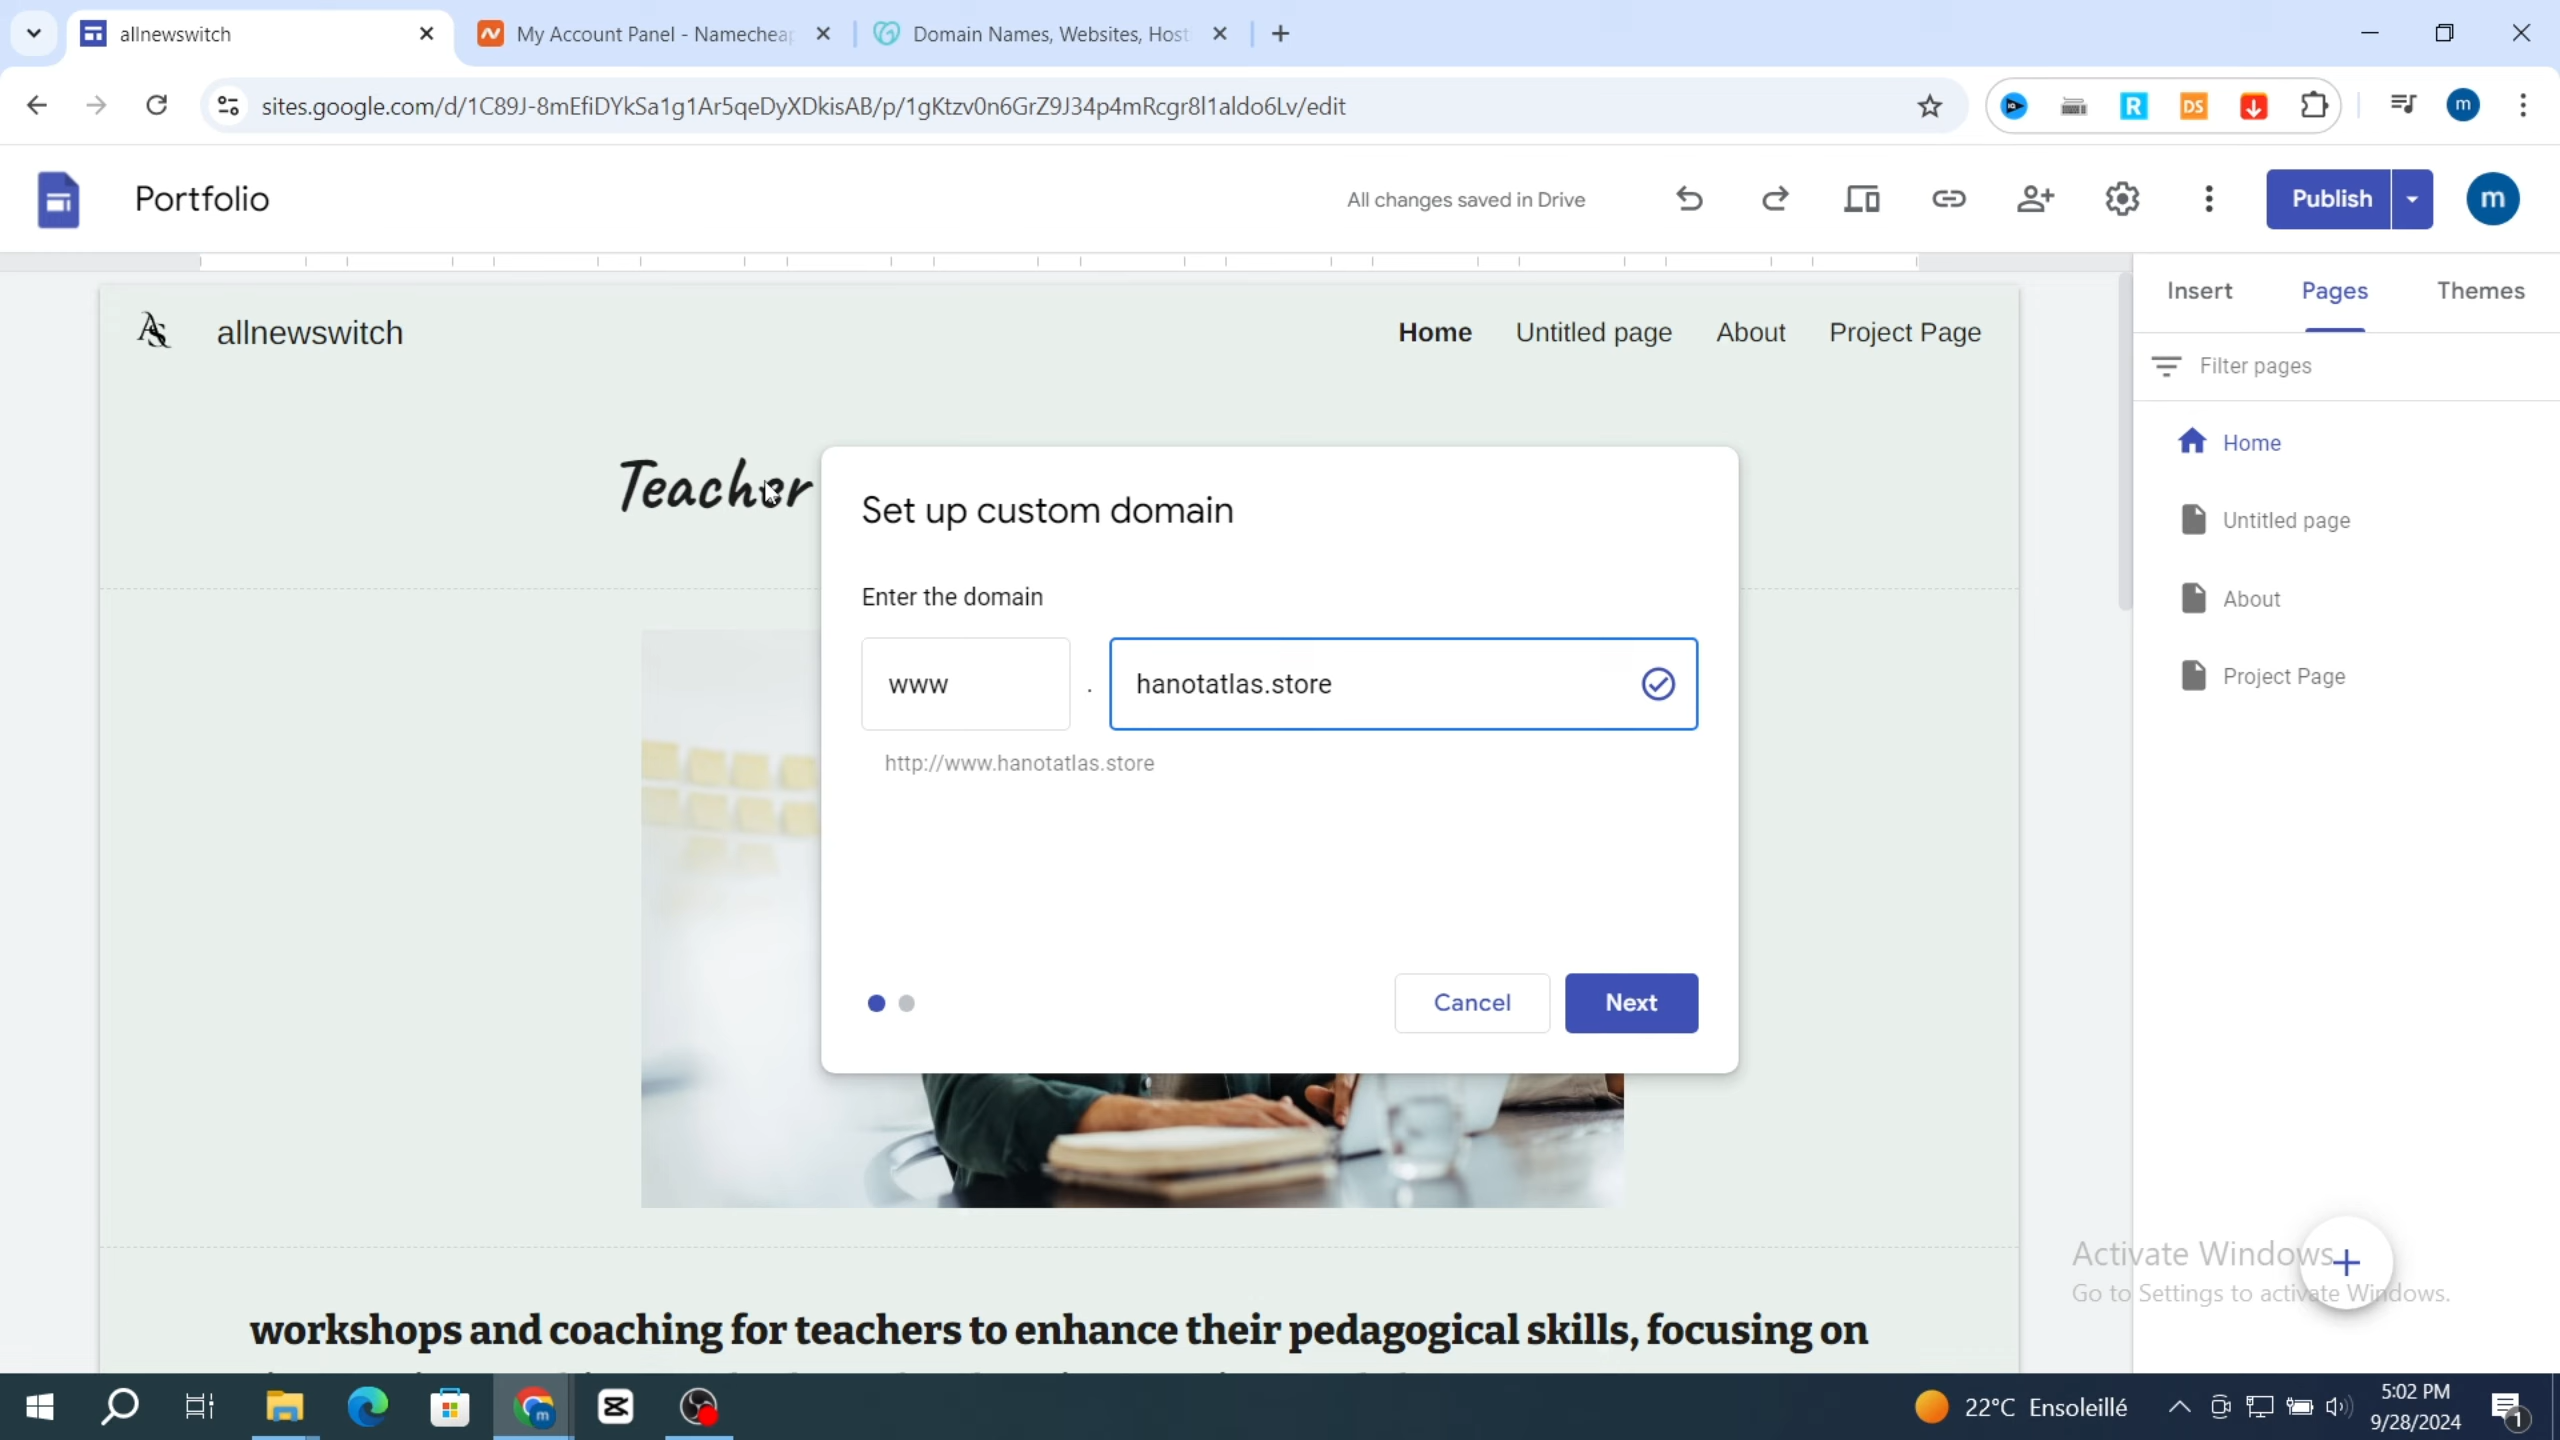 allnewswitch
My Account Panel - Namecheap
Domain Names, Websites, Host
sites.google.com/d/1C89J-8mEfiDYkSa1g1Ar5qeDyXDkisAB/p/1gKtzv0n6GrZ9J34p4mRcgr8l1aldo6Lv/edit
R
DS
m
Portfolio
All changes saved in Drive
Publish
m
Insert
Pages
Themes
AS
allnewswitch
Home
Untitled page
About
Project Page
Filter pages
Home
Untitled page
About
Project Page
Teacher
Set up custom domain
Enter the domain
www
.
hanotatlas.store
http://www.hanotatlas.store
Cancel
Next
workshops and coaching for teachers to enhance their pedagogical skills, focusing on
Activate Windows
Go to Settings to activate Windows.
m
22°C Ensoleillé
5:02 PM
9/28/2024
1